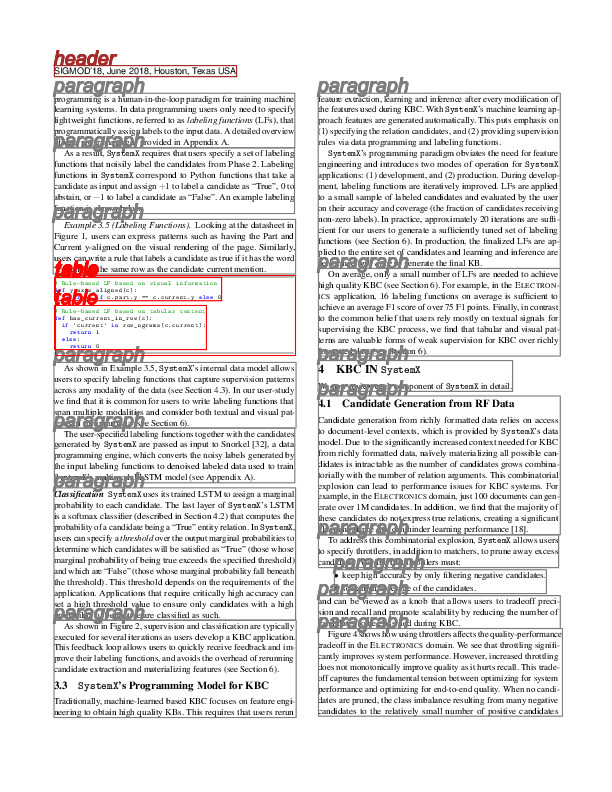 header
SIGMOD'18, June 2018, Houston, Texas USA
paragraph
programming is a human-in-the-loop paradigm for training machine
learning systems. In data programming users only need to specify
lightweight functions, referred to as labeling functions (LFs), that
programmatically assign labels to the input data. A detailed overview
provided in Appendix A.
paragraph
As a result, SystemX requires that users specify a set of labeling
functions that noisily label the candidates from Phase 2. Labeling
functions in SystemX correspond to Python functions that take a
candidate as input and assign +1 to label a candidate as "True", 0 to
abstain, or −1 to label a candidate as "False". An example labeling
paragraph
Example 3.5 (Labeling Functions). Looking at the datasheet in
Figure 1, users can express patterns such as having the Part and
Current y-aligned on the visual rendering of the page. Similarly,
users can write a rule that labels a candidate as true if it has the word
the same row as the candidate current mention.
table
# Rule-based LF based on visual information
aligned(c):
c.part.y == c.current.y else 0
table
# Rule-based LF based on tabular content
def has_current_in_row(c):
if 'current' in row_ngrams(c.current):
return 1
else:
return 0
paragraph
As shown in Example 3.5, SystemX's internal data model allows
users to specify labeling functions that capture supervision patterns
across any modality of the data (see Section 4.3). In our user-study
we find that it is common for users to write labeling functions that
span multiple modalities and consider both textual and visual pat-
(see Section 6).
paragraph
The user-specified labeling functions together with the candidates
generated by SystemX are passed as input to Snorkel [32], a data
programming engine, which converts the noisy labels generated by
the input labeling functions to denoised labeled data used to train
LSTM model (see Appendix A).
paragraph
Classification SystemX uses its trained LSTM to assign a marginal
probability to each candidate. The last layer of SystemX's LSTM
is a softmax classifier (described in Section 4.2) that computes the
probability of a candidate being a "True" entity relation. In SystemX,
users can specify a threshold over the output marginal probabilities to
determine which candidates will be satisfied as "True" (those whose
marginal probability of being true exceeds the specified threshold)
and which are "False" (those whose marginal probability fall beneath
the threshold). This threshold depends on the requirements of the
application. Applications that require critically high accuracy can
set a high threshold value to ensure only candidates with a high
are classified as such.
paragraph
As shown in Figure 2, supervision and classification are typically
executed for several iterations as users develop a KBC application.
This feedback loop allows users to quickly receive feedback and im-
prove their labeling functions, and avoids the overhead of rerunning
candidate extraction and materializing features (see Section 6).
3.3 SystemX's Programming Model for KBC
Traditionally, machine-learned based KBC focuses on feature engi-
neering to obtain high quality KBs. This requires that users rerun
paragraph
feature extraction, learning and inference after every modification of
the features used during KBC. With SystemX's machine learning ap-
proach features are generated automatically. This puts emphasis on
(1) specifying the relation candidates, and (2) providing supervision
rules via data programming and labeling functions.
SystemX's programming paradigm obviates the need for feature
engineering and introduces two modes of operation for SystemX
applications: (1) development, and (2) production. During develop-
ment, labeling functions are iteratively improved. LFs are applied
to a small sample of labeled candidates and evaluated by the user
on their accuracy and coverage (the fraction of candidates receiving
non-zero labels). In practice, approximately 20 iterations are suffi-
cient for our users to generate a sufficiently tuned set of labeling
functions (see Section 6). In production, the finalized LFs are ap-
plied to the entire set of candidates and learning and inference are
generate the final KB.
paragraph
On average, only a small number of LFs are needed to achieve
high quality KBC (see Section 6). For example, in the ELECTRON-
ICS application, 16 labeling functions on average is sufficient to
achieve an average F1 score of over 75 F1 points. Finally, in contrast
to the common belief that users rely mostly on textual signals for
supervising the KBC process, we find that tabular and visual pat-
terns are valuable forms of weak supervision for KBC over richly
Section 6).
paragraph
4 KBC IN SystemX
component of SystemX in detail.
paragraph
4.1 Candidate Generation from RF Data
Candidate generation from richly formatted data relies on access
to document-level contexts, which is provided by SystemX's data
model. Due to the significantly increased context needed for KBC
from richly formatted data, naïvely materializing all possible can-
didates is intractable as the number of candidates grows combina-
torially with the number of relation arguments. This combinatorial
explosion can lead to performance issues for KBC systems. For
example, in the ELECTRONICS domain, just 100 documents can gen-
erate over 1M candidates. In addition, we find that the majority of
these candidates do not express true relations, creating a significant
hinder learning performance [18].
paragraph
To address this combinatorial explosion, SystemX allows users
to specify throttlers, in addition to matchers, to prune away excess
must:
paragraph
• keep high accuracy by only filtering negative candidates.
of the candidates.
paragraph
and can be viewed as a knob that allows users to tradeoff preci-
sion and recall and promote scalability by reducing the number of
during KBC.
paragraph
Figure 4 shows how using throttlers affects the quality-performance
tradeoff in the ELECTRONICS domain. We see that throttling signifi-
cantly improves system performance. However, increased throttling
does not monotonically improve quality as it hurts recall. This trade-
off captures the fundamental tension between optimizing for system
performance and optimizing for end-to-end quality. When no candi-
dates are pruned, the class imbalance resulting from many negative
candidates to the relatively small number of positive candidates